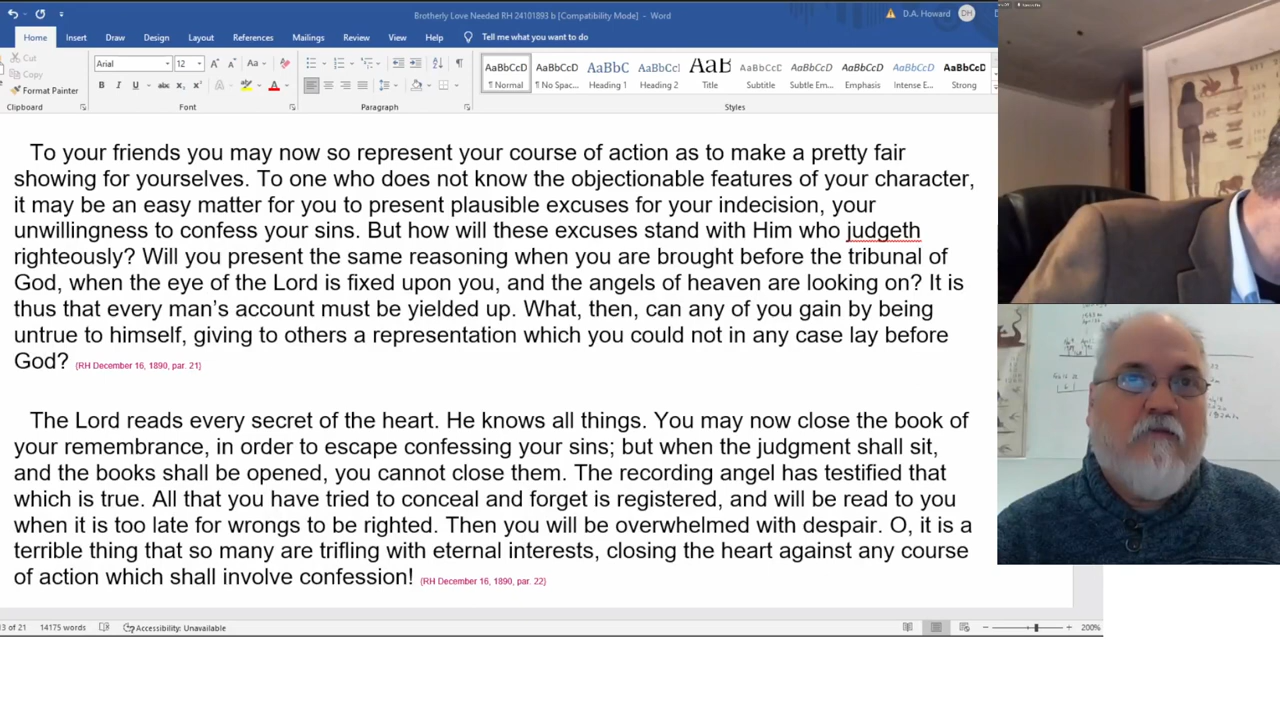 Brotherly Love Needed RH 24101893 b [Compatibility Mode] - Word
D.A. Howard DH
Home Insert Draw Design Layout References Mailings Review View Help Tell me what you want to do
Cut
Copy
Format Painter
Arial 12
AaBbCcD AaBbCcD AaBbC AaBbCcI AaB AaBbCcD AaBbCcD AaBbCcD AaBbCcD AaBbCcD
¶ Normal ¶ No Spac... Heading 1 Heading 2 Title Subtitle Subtle Em... Emphasis Intense E... Strong
Clipboard Font Paragraph Styles
To your friends you may now so represent your course of action as to make a pretty fair
showing for yourselves. To one who does not know the objectionable features of your character,
it may be an easy matter for you to present plausible excuses for your indecision, your
unwillingness to confess your sins. But how will these excuses stand with Him who judgeth
righteously? Will you present the same reasoning when you are brought before the tribunal of
God, when the eye of the Lord is fixed upon you, and the angels of heaven are looking on? It is
thus that every man’s account must be yielded up. What, then, can any of you gain by being
untrue to himself, giving to others a representation which you could not in any case lay before
God? {RH December 16, 1890, par. 21}
The Lord reads every secret of the heart. He knows all things. You may now close the book of
your remembrance, in order to escape confessing your sins; but when the judgment shall sit,
and the books shall be opened, you cannot close them. The recording angel has testified that
which is true. All that you have tried to conceal and forget is registered, and will be read to you
when it is too late for wrongs to be righted. Then you will be overwhelmed with despair. O, it is a
terrible thing that so many are trifling with eternal interests, closing the heart against any course
of action which shall involve confession! {RH December 16, 1890, par. 22}
13 of 21 14175 words Accessibility: Unavailable 200%